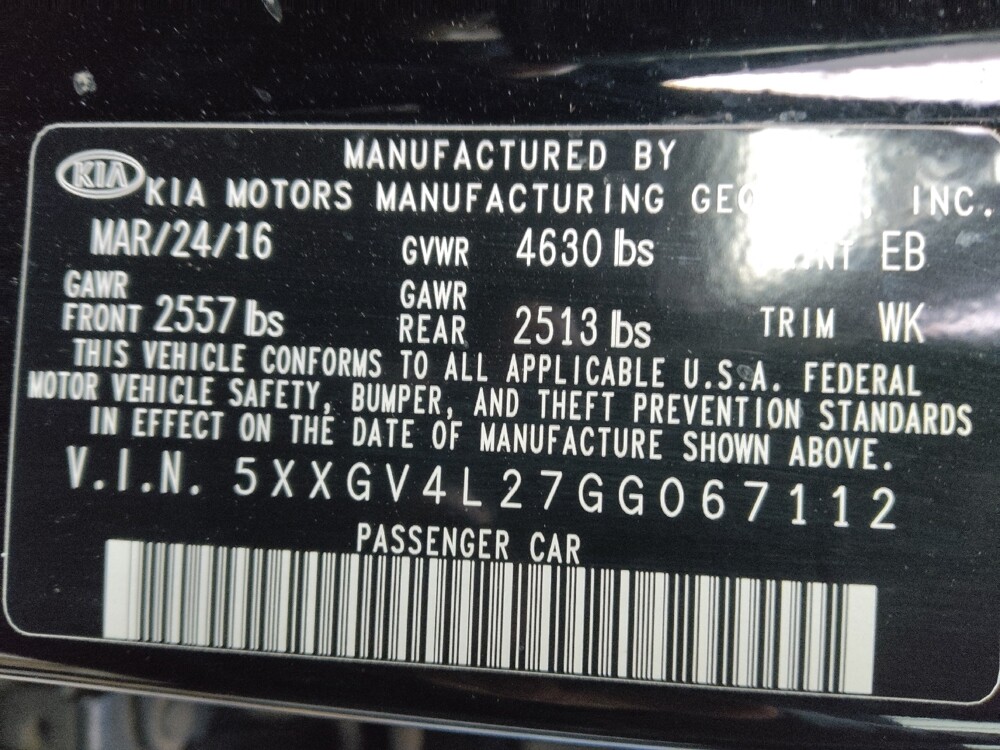 KIA
MANUFACTURED BY
KIA MOTORS MANUFACTURING INC.
MAR/24/16 GVWR 4630 lbs EB
GAWR FRONT 2557 lbs GAWR REAR 2513 lbs TRIM WK
THIS VEHICLE CONFORMS TO ALL APPLICABLE U.S.A. FEDERAL
MOTOR VEHICLE SAFETY, BUMPER, AND THEFT PREVENTION STANDARDS
IN EFFECT ON THE DATE OF MANUFACTURE SHOWN ABOVE.
V.I.N. 5XXGV4L27GG067112
PASSENGER CAR